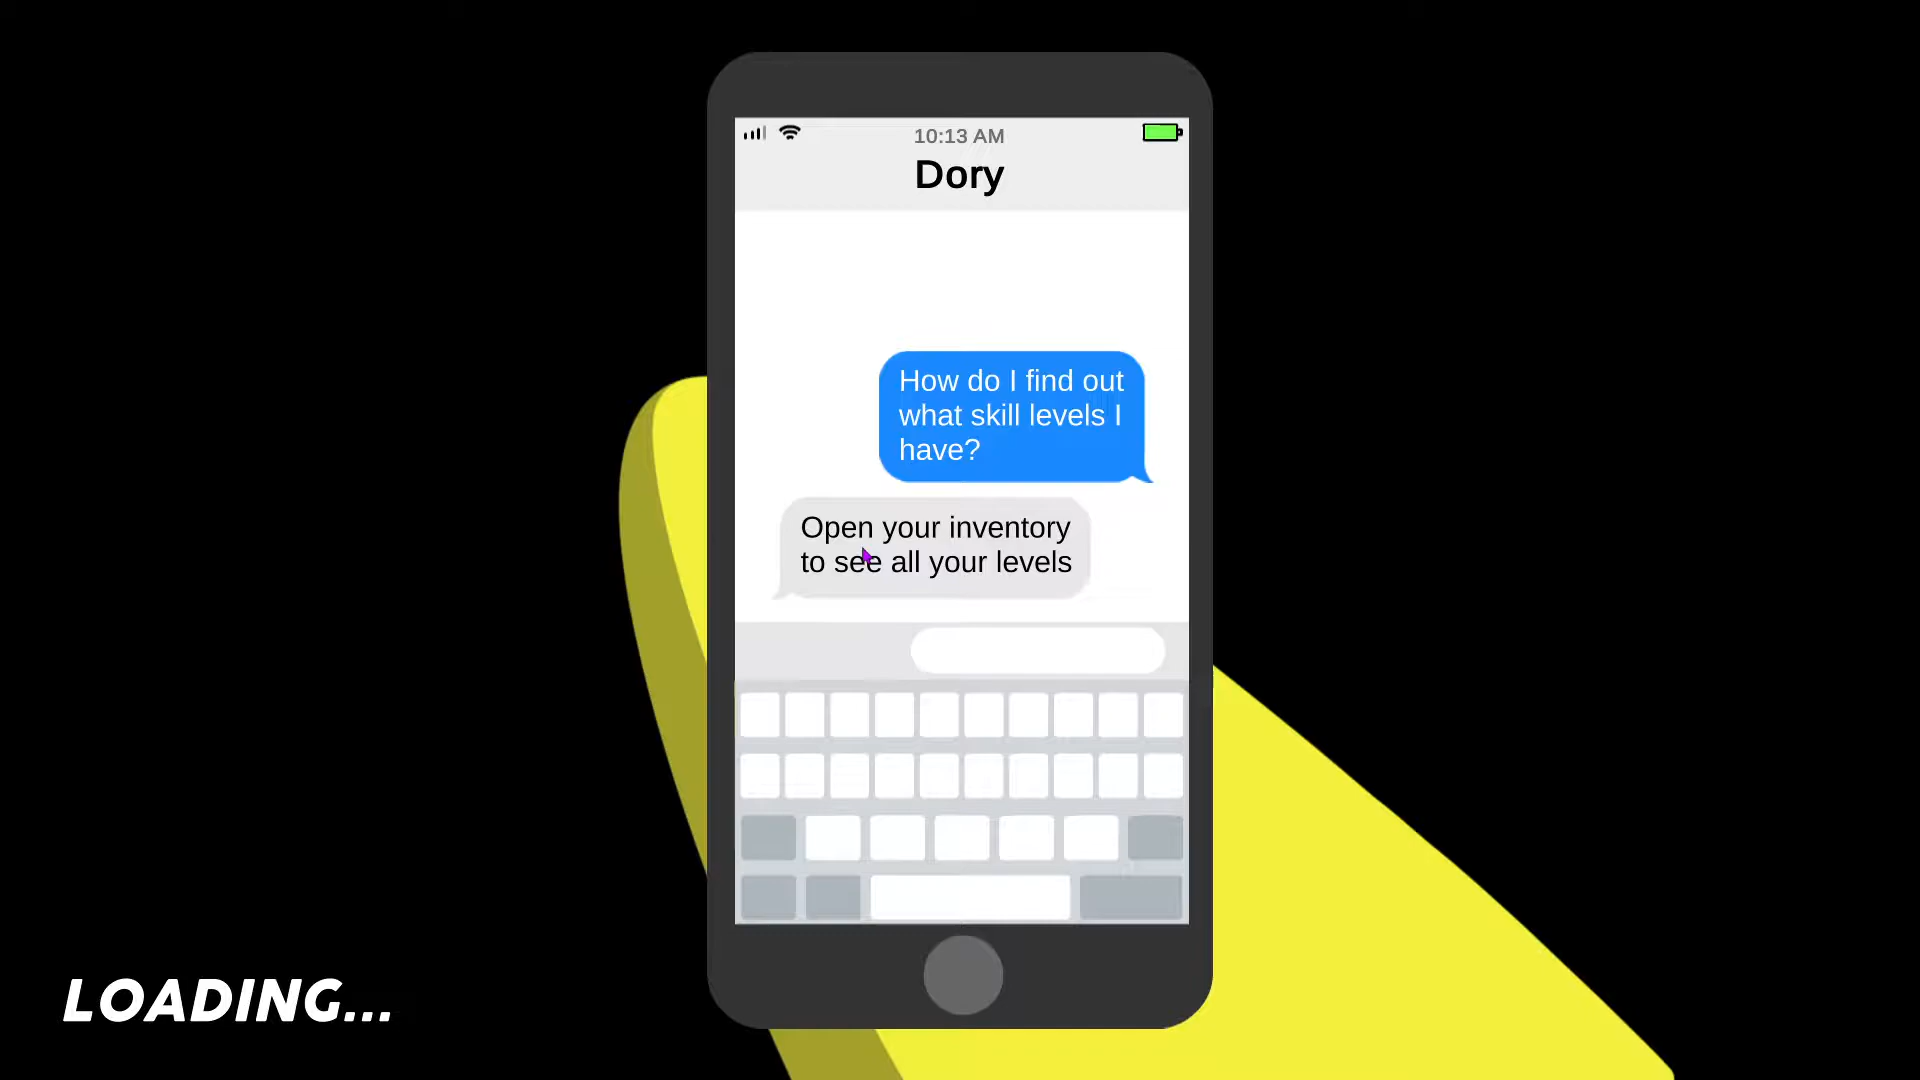 10:13 AM
Dory
How do I find out
what skill levels I
have?
Open your inventory
to see all your levels
LOADING...